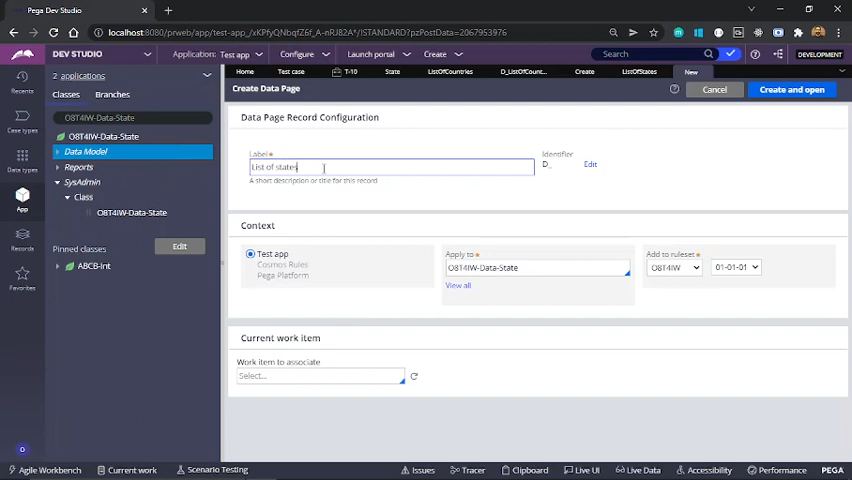 Pega Dev Studio
localhost:8080/prweb/app/test-app_/xKPfyQNbqtZ6f_A-nRJ82A*/!STANDARD?pzPostData=2067953976
DEV STUDIO
Application: Test app
Configure
Launch portal
Create
Search
DEVELOPMENT
2 applications
Home
Test case
T-10
State
ListOfCountries
D_ListOfCount...
Create
ListOfStates
New
Recents
Classes
Branches
Create Data Page
Cancel
Create and open
O8T4IW-Data-State
Case types
O8T4IW-Data-State
Data Model
Reports
SysAdmin
Class
O8T4IW-Data-State
Edit
Pinned classes
ABCB-Int
Data types
App
Records
Favorites
Data Page Record Configuration
Label
Identifier
List of states
D_
Edit
A short description or title for this record
Context
Test app
Cosmos Rules
Pega Platform
Apply to
O8T4IW-Data-State
View all
Add to ruleset
O8T4IW
01-01-01
Current work item
Work item to associate
Select...
O
Agile Workbench
Current work
Scenario Testing
Issues
Tracer
Clipboard
Live UI
Live Data
Accessibility
Performance
PEGA